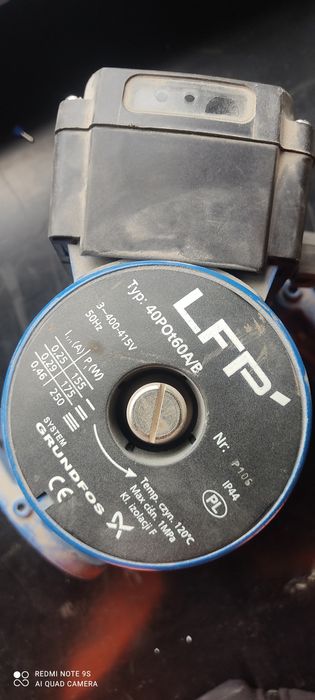 LFP
Typ: 40POt60A/B
3~400-415V
50Hz
I₁/₁ (A) P₁ (W)
0.25 155
0.29 175
0.46 250
Nr: P106
IP44
PL
Temp. czyn. 120°C
Max ciśn. 1MPa
Kl izolacji F
SYSTEM
GRUNDFOS
CE
REDMI NOTE 9S
AI QUAD CAMERA